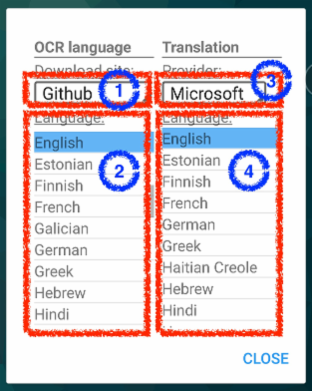 OCR language
Download site:
Github
1
Language:
English
Estonian
Finnish
French
Galician
German
Greek
Hebrew
Hindi
2
Translation
Provider:
Microsoft
3
Language:
English
Estonian
Finnish
French
German
Greek
Haitian Creole
Hebrew
Hindi
4
CLOSE